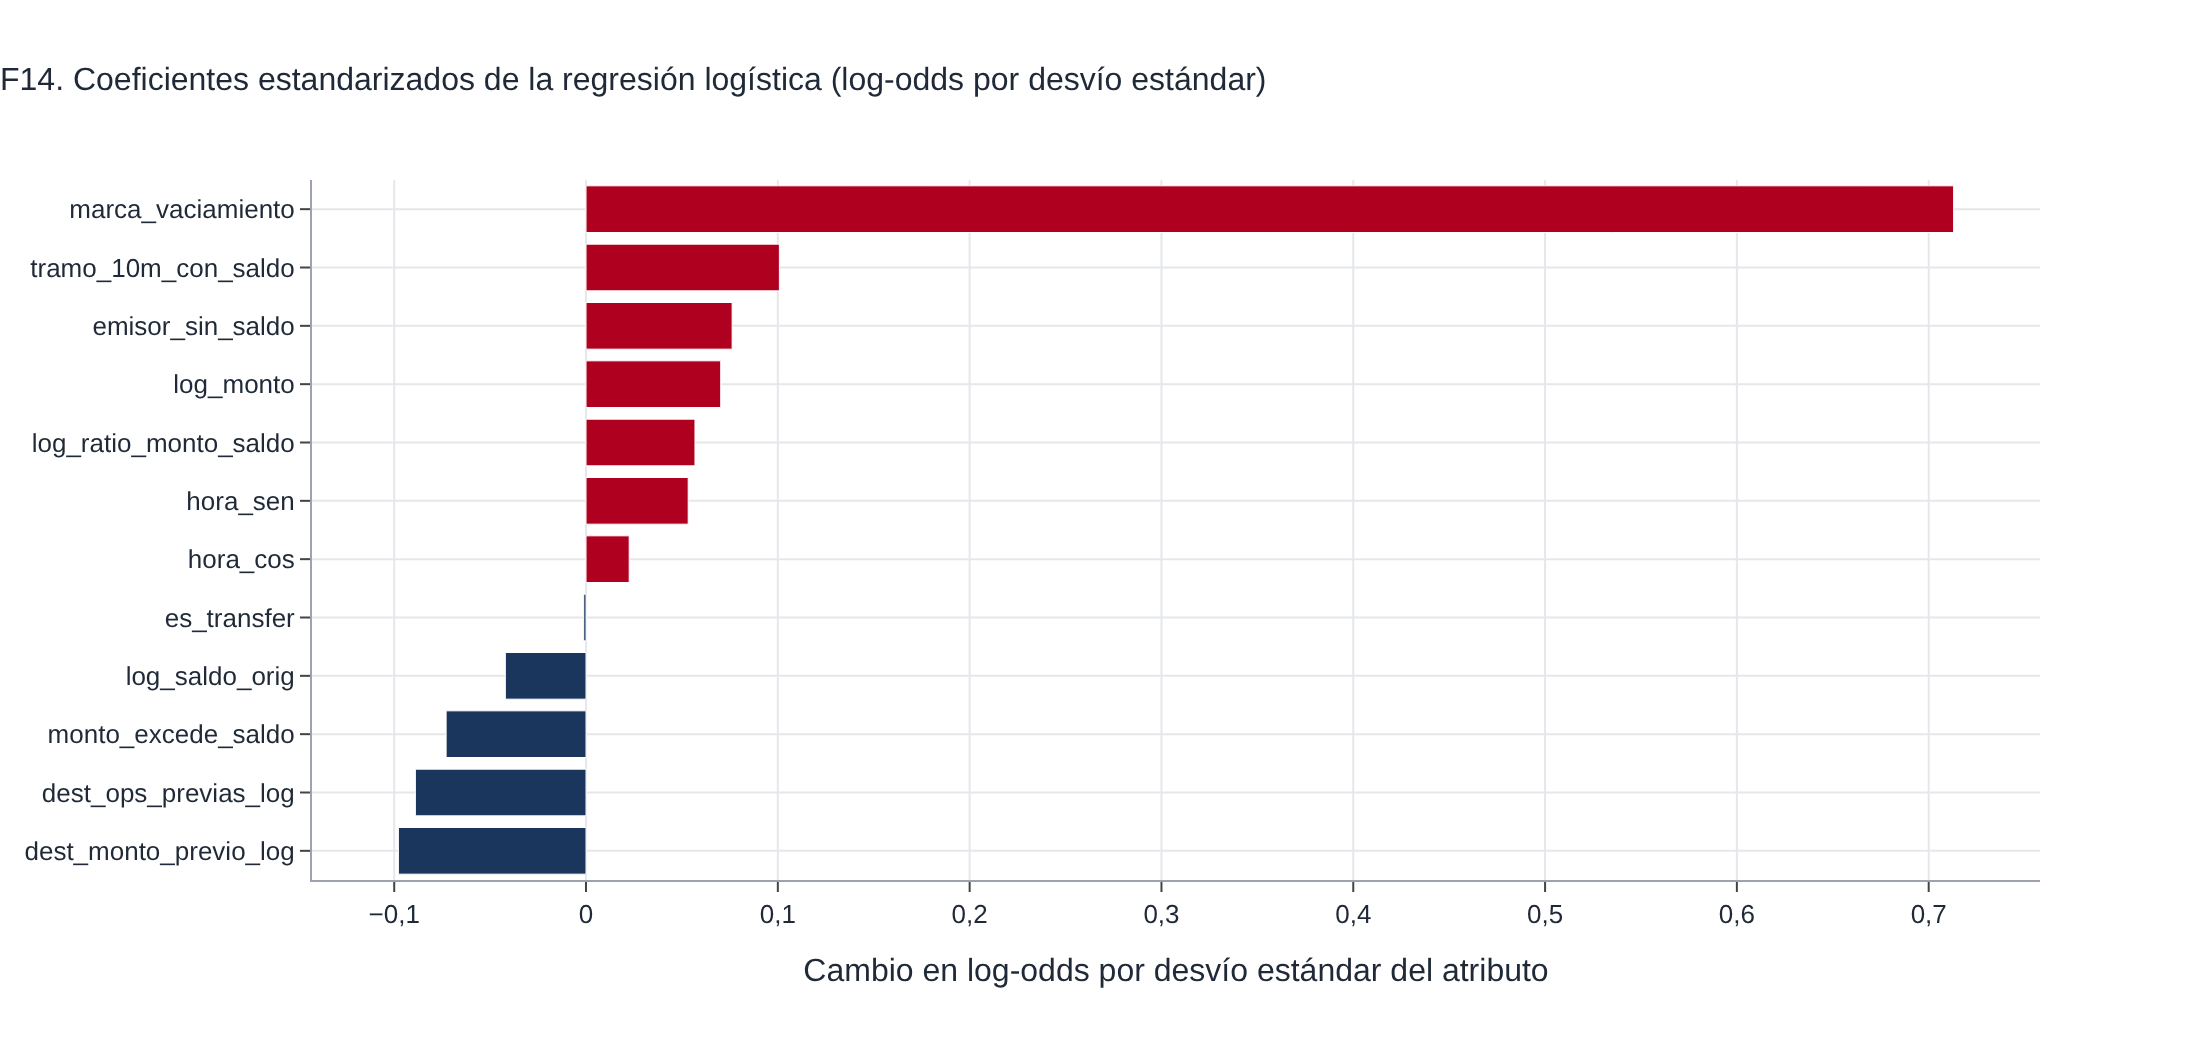 F14. Coeficientes estandarizados de la regresión logística (log-odds por desvío estándar)
marca_vaciamiento
tramo_10m_con_saldo
emisor_sin_saldo
log_monto
log_ratio_monto_saldo
hora_sen
hora_cos
es_transfer
log_saldo_orig
monto_excede_saldo
dest_ops_previas_log
dest_monto_previo_log
−0,1 0 0,1 0,2 0,3 0,4 0,5 0,6 0,7
Cambio en log-odds por desvío estándar del atributo